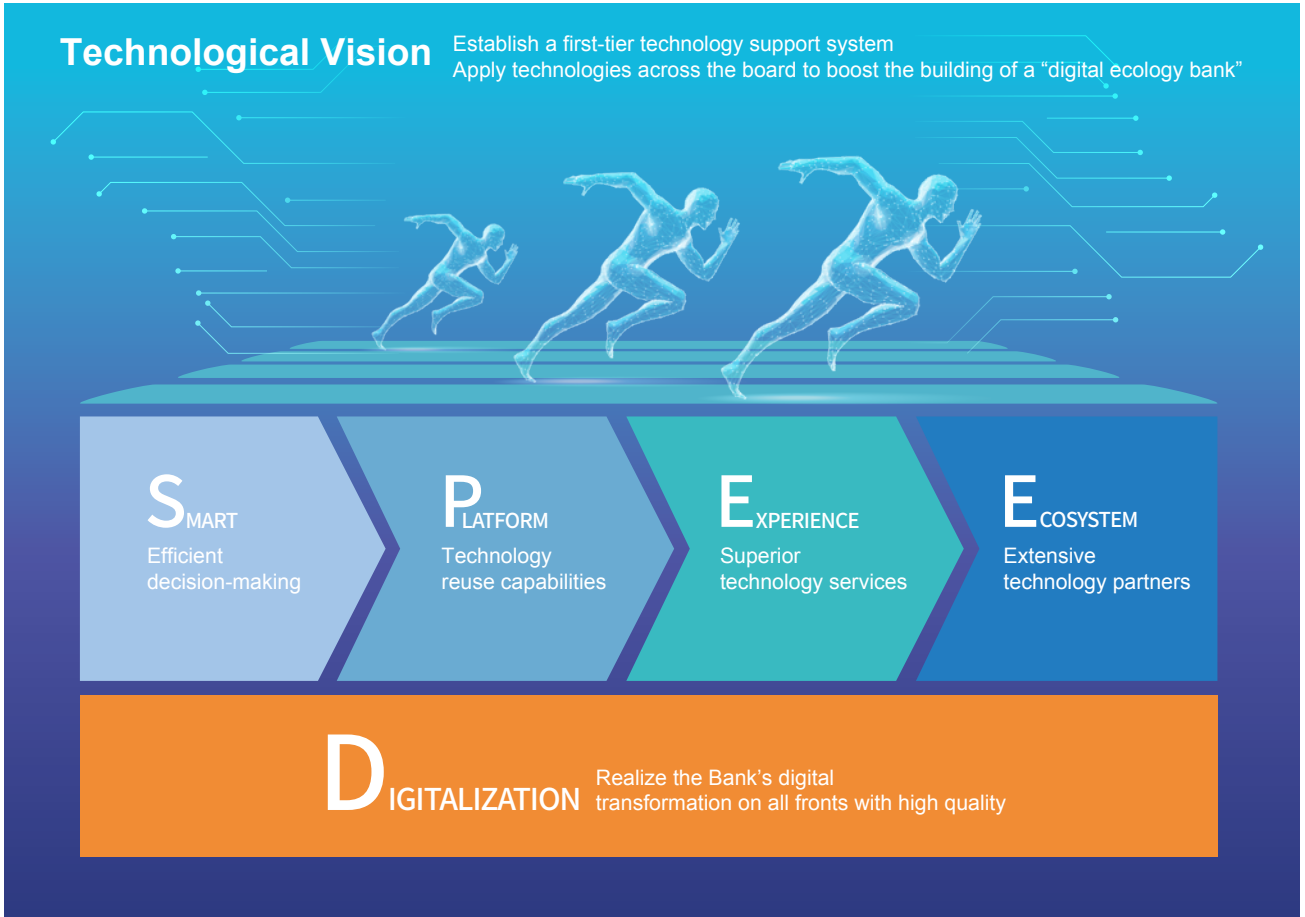 Technological Vision
Establish a first-tier technology support system
Apply technologies across the board to boost the building of a “digital ecology bank”
SMART
Efficient
decision-making
PLATFORM
Technology
reuse capabilities
EXPERIENCE
Superior
technology services
ECOSYSTEM
Extensive
technology partners
DIGITALIZATION
Realize the Bank’s digital
transformation on all fronts with high quality